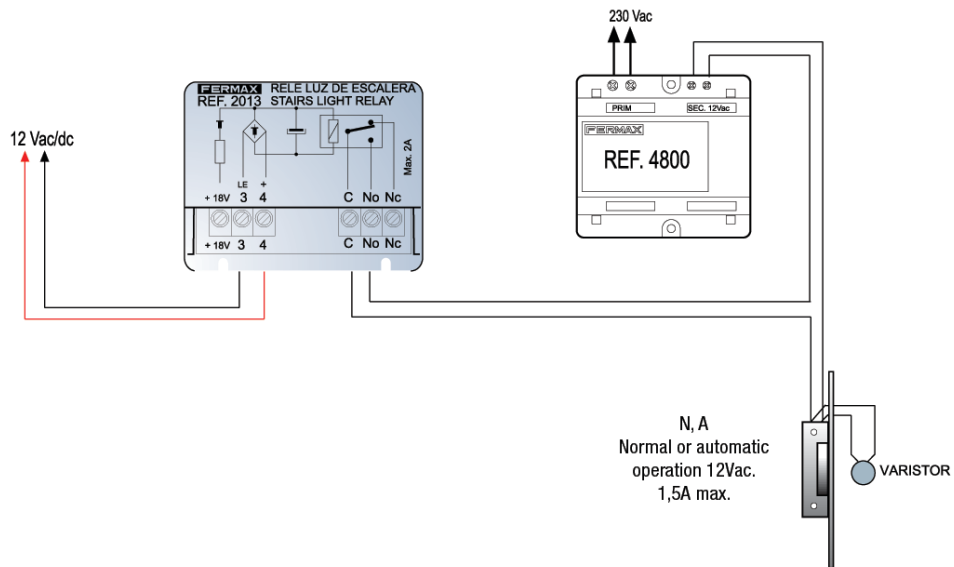 230 Vac
FERMAX RELE LUZ DE ESCALERA
REF. 2013 STAIRS LIGHT RELAY
Max. 2A
LE +
+ 18V 3 4 C No Nc
+ 18V 3 4 C No Nc
12 Vac/dc
PRIM SEC. 12Vac
FERMAX
REF. 4800
N, A
Normal or automatic
operation 12Vac.
1,5A max.
VARISTOR